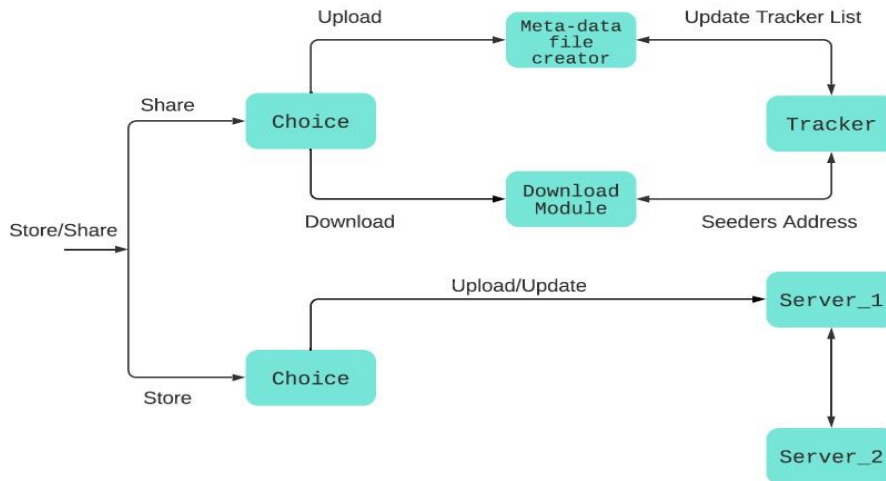 Upload
Update Tracker List
Meta-data
file
creator
Share
Choice
Tracker
Download
Module
Store/Share
Download
Seeders Address
Upload/Update
Server_1
Choice
Store
Server_2